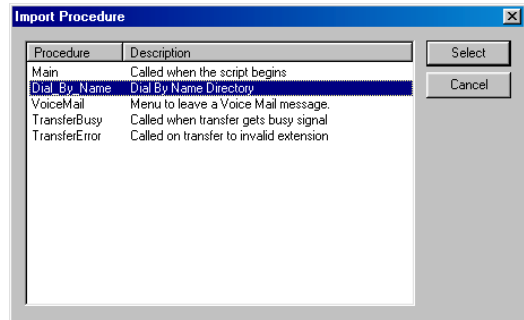 Import Procedure
Procedure Description Select
Main Called when the script begins
Dial_By_Name Dial By Name Directory Cancel
VoiceMail Menu to leave a Voice Mail message.
TransferBusy Called when transfer gets busy signal
TransferError Called on transfer to invalid extension